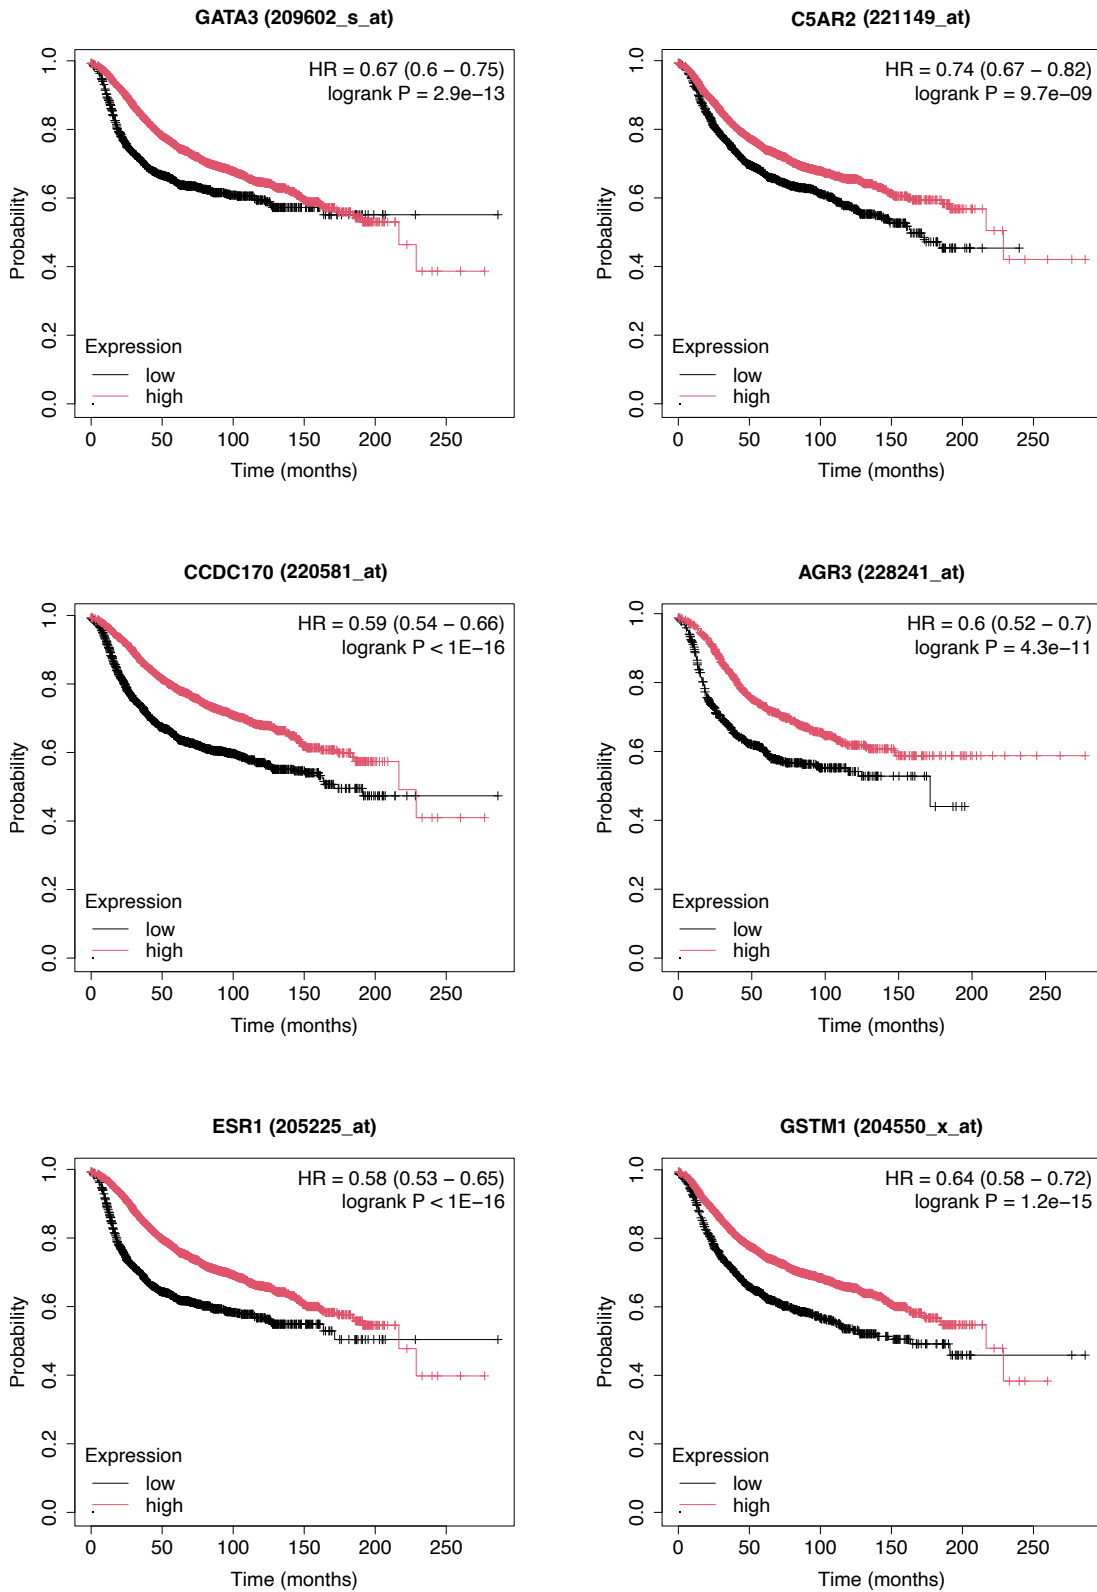 GATA3 (209602_s_at)
HR = 0.67 (0.6 − 0.75)
logrank P = 2.9e−13
Probability
0.0 0.2 0.4 0.6 0.8 1.0
Expression
low
high
0 50 100 150 200 250
Time (months)
C5AR2 (221149_at)
HR = 0.74 (0.67 − 0.82)
logrank P = 9.7e−09
Probability
0.0 0.2 0.4 0.6 0.8 1.0
Expression
low
high
0 50 100 150 200 250
Time (months)
CCDC170 (220581_at)
HR = 0.59 (0.54 − 0.66)
logrank P < 1E−16
Probability
0.0 0.2 0.4 0.6 0.8 1.0
Expression
low
high
0 50 100 150 200 250
Time (months)
AGR3 (228241_at)
HR = 0.6 (0.52 − 0.7)
logrank P = 4.3e−11
Probability
0.0 0.2 0.4 0.6 0.8 1.0
Expression
low
high
0 50 100 150 200 250
Time (months)
ESR1 (205225_at)
HR = 0.58 (0.53 − 0.65)
logrank P < 1E−16
Probability
0.0 0.2 0.4 0.6 0.8 1.0
Expression
low
high
0 50 100 150 200 250
Time (months)
GSTM1 (204550_x_at)
HR = 0.64 (0.58 − 0.72)
logrank P = 1.2e−15
Probability
0.0 0.2 0.4 0.6 0.8 1.0
Expression
low
high
0 50 100 150 200 250
Time (months)